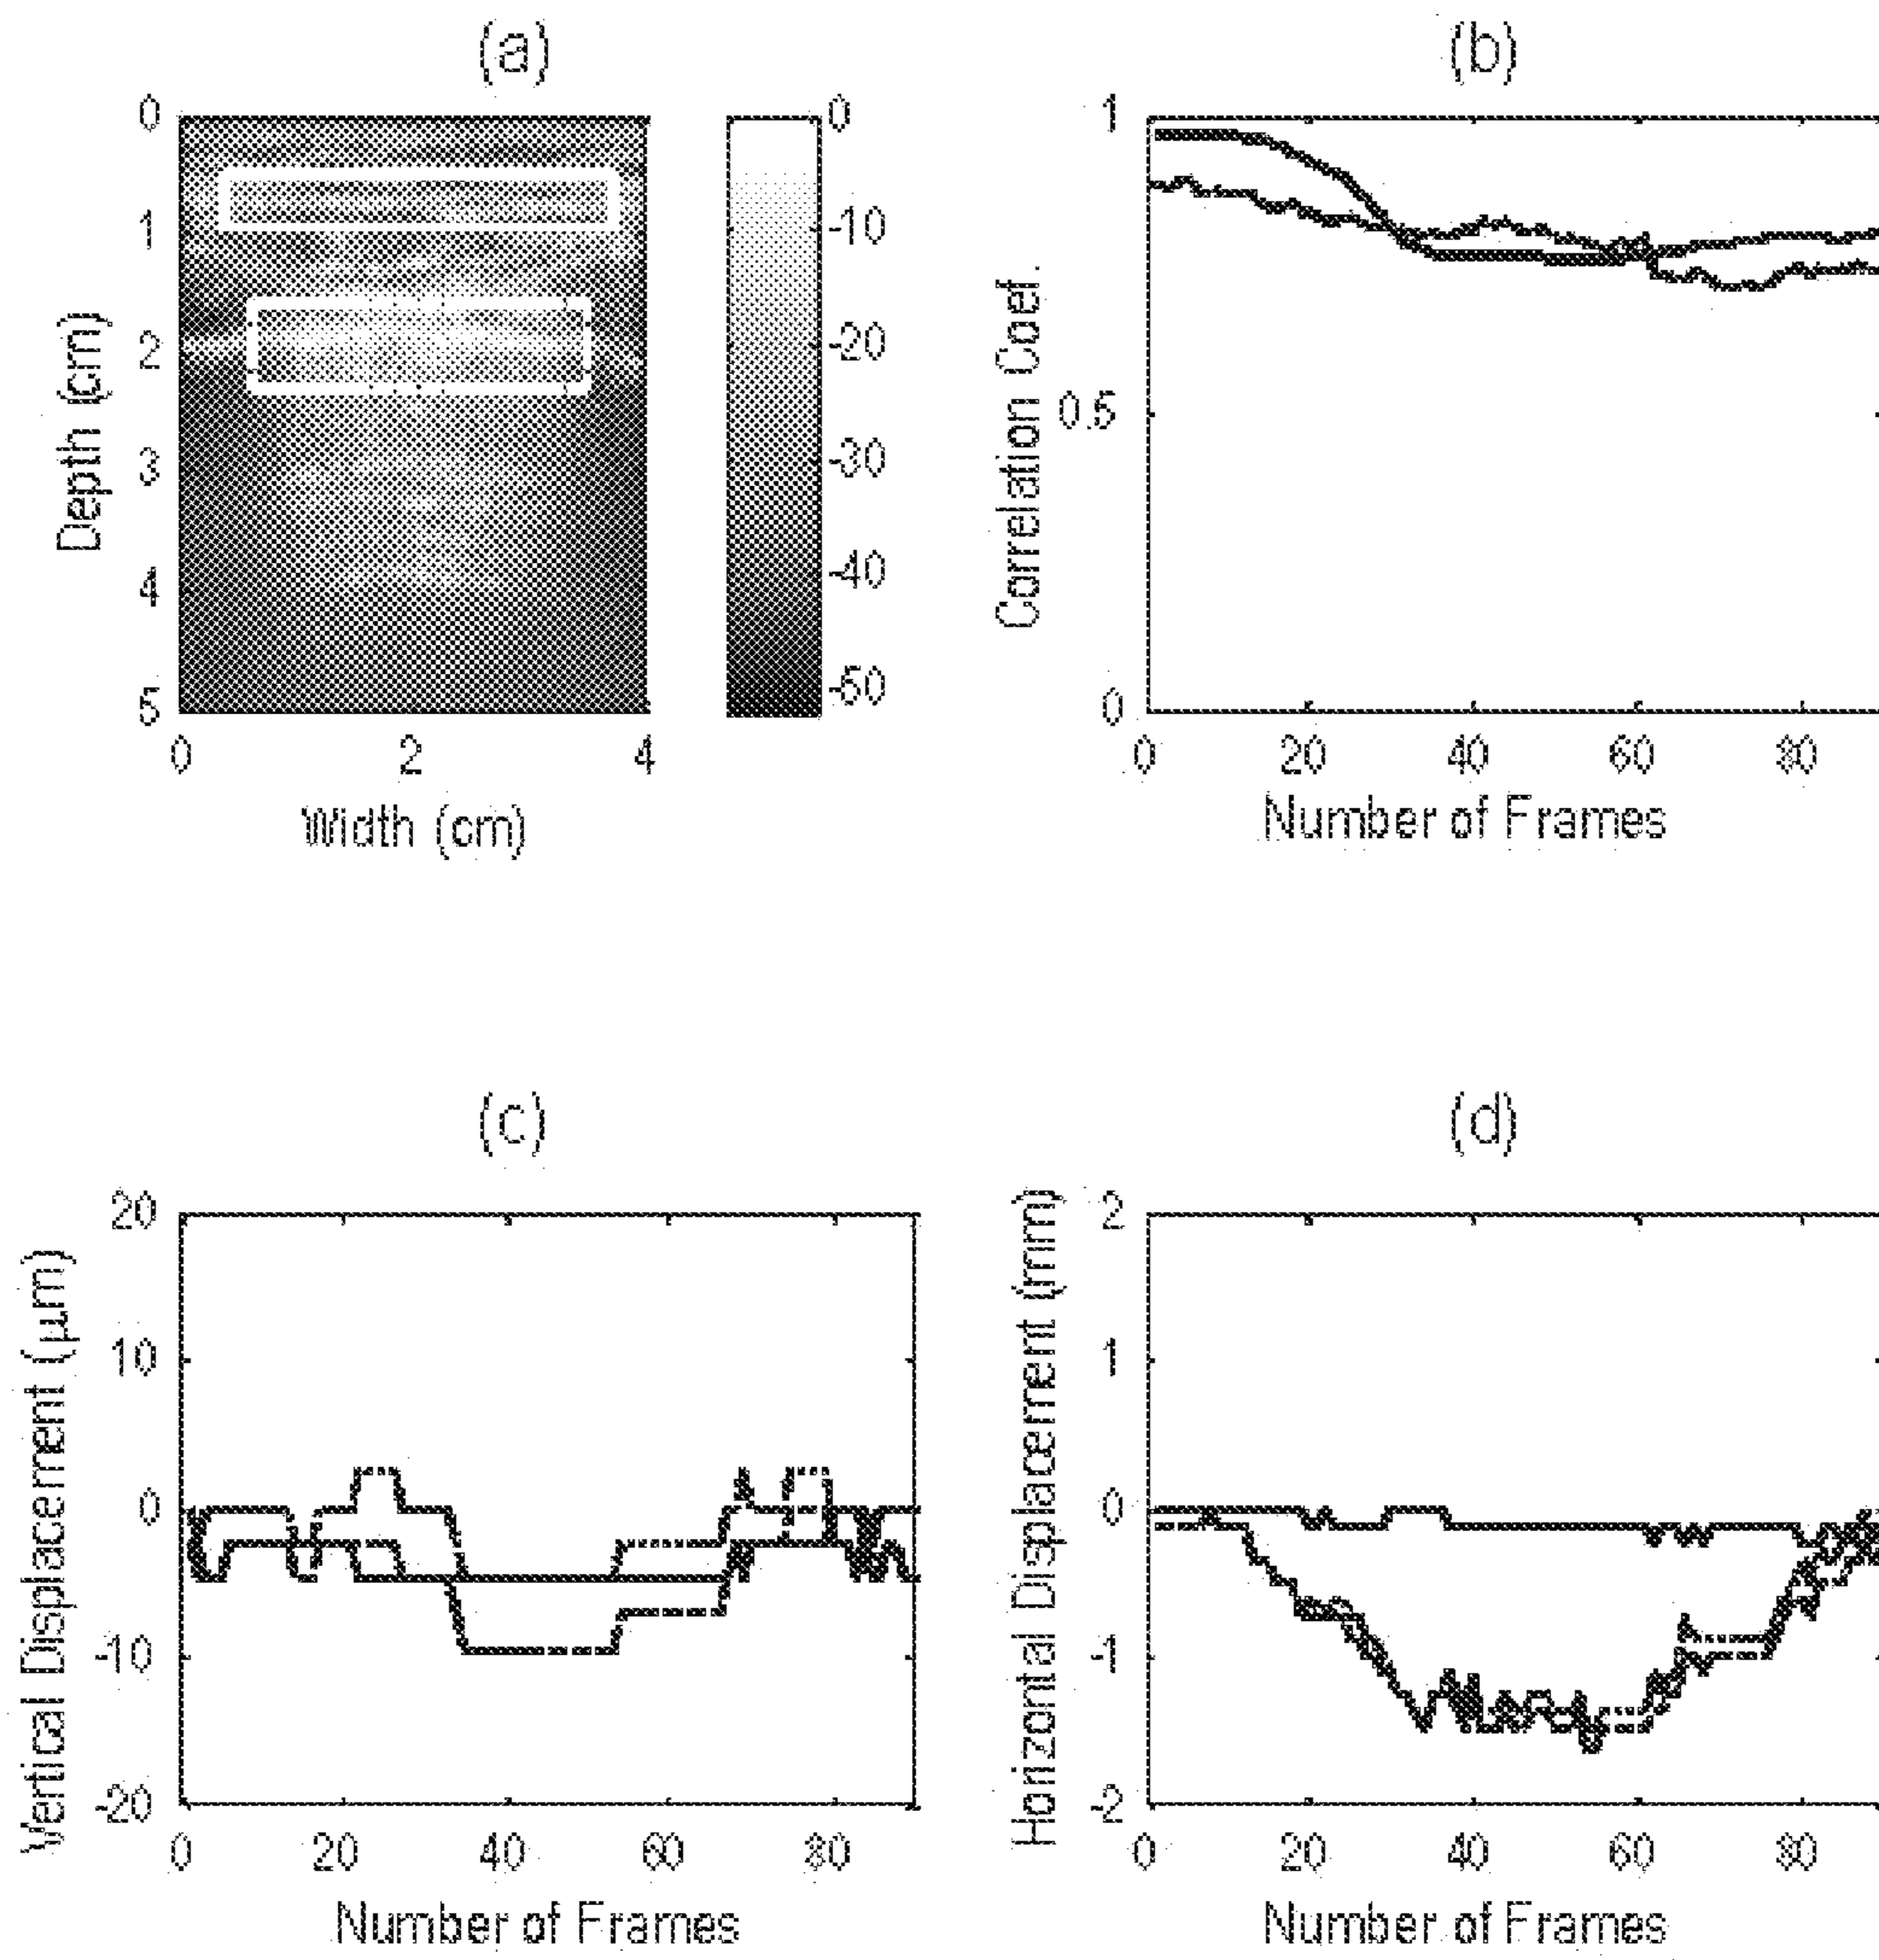 (a)
0
1
2
3
4
5
Depth (cm)
0 2 4
Width (cm)
0
-10
-20
-30
-40
-50
(b)
1
0.5
0
Correlation Coef.
0 20 40 60 80
Number of Frames
(c)
20
10
0
-10
-20
Vertical Displacement (μm)
0 20 40 60 80
Number of Frames
(d)
2
1
0
-1
-2
Horizontal Displacement (mm)
0 20 40 60 80
Number of Frames